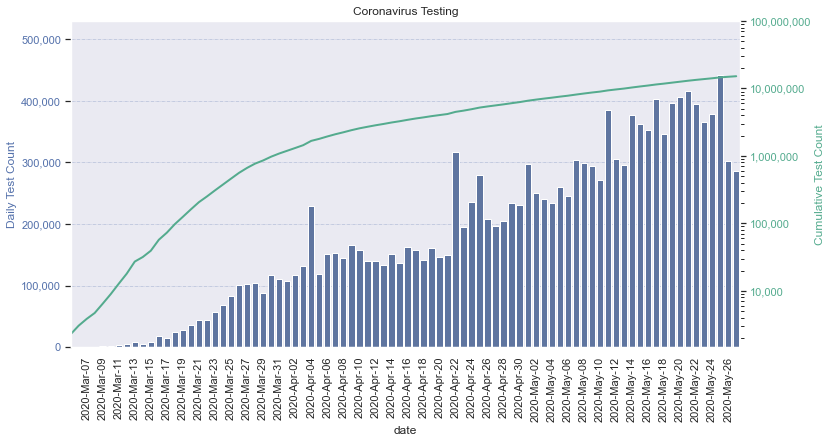 Coronavirus Testing
500,000
400,000
300,000
200,000
100,000
0
Daily Test Count
100,000,000
10,000,000
1,000,000
100,000
10,000
Cumulative Test Count
2020-Mar-07
2020-Mar-09
2020-Mar-11
2020-Mar-13
2020-Mar-15
2020-Mar-17
2020-Mar-19
2020-Mar-21
2020-Mar-23
2020-Mar-25
2020-Mar-27
2020-Mar-29
2020-Mar-31
2020-Apr-02
2020-Apr-04
2020-Apr-06
2020-Apr-08
2020-Apr-10
2020-Apr-12
2020-Apr-14
2020-Apr-16
2020-Apr-18
2020-Apr-20
2020-Apr-22
2020-Apr-24
2020-Apr-26
2020-Apr-28
2020-Apr-30
2020-May-02
2020-May-04
2020-May-06
2020-May-08
2020-May-10
2020-May-12
2020-May-14
2020-May-16
2020-May-18
2020-May-20
2020-May-22
2020-May-24
2020-May-26
date